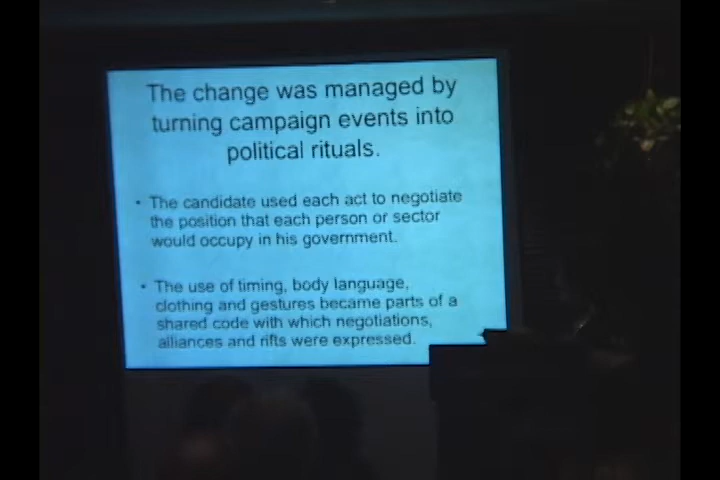 The change was managed by
turning campaign events into
political rituals.
• The candidate used each act to negotiate
the position that each person or sector
would occupy in his government.
• The use of timing, body language,
clothing and gestures became parts of a
shared code with which negotiations,
alliances and rifts were expressed.